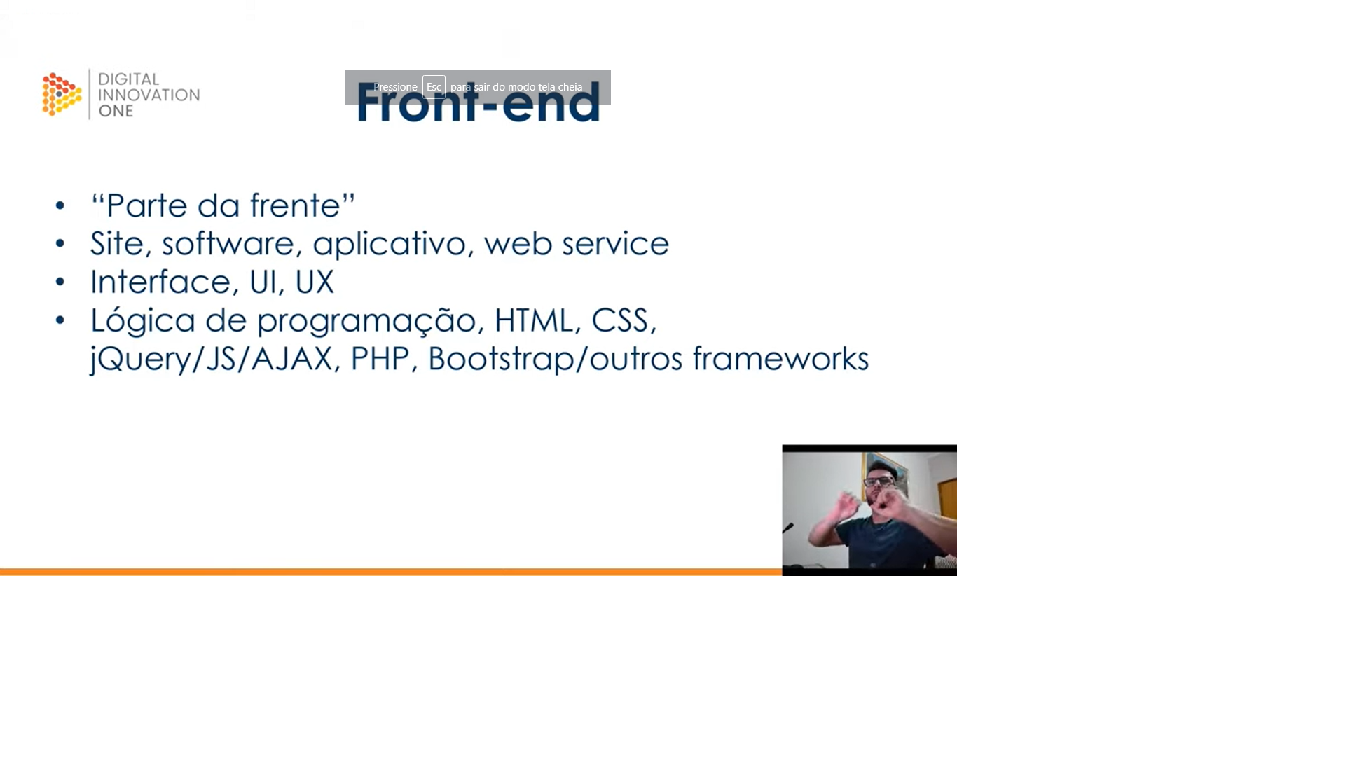 DIGITAL
INNOVATION
ONE
Pressione Esc para sair do modo tela cheia
Front-end
• “Parte da frente”
• Site, software, aplicativo, web service
• Interface, UI, UX
• Lógica de programação, HTML, CSS,
jQuery/JS/AJAX, PHP, Bootstrap/outros frameworks